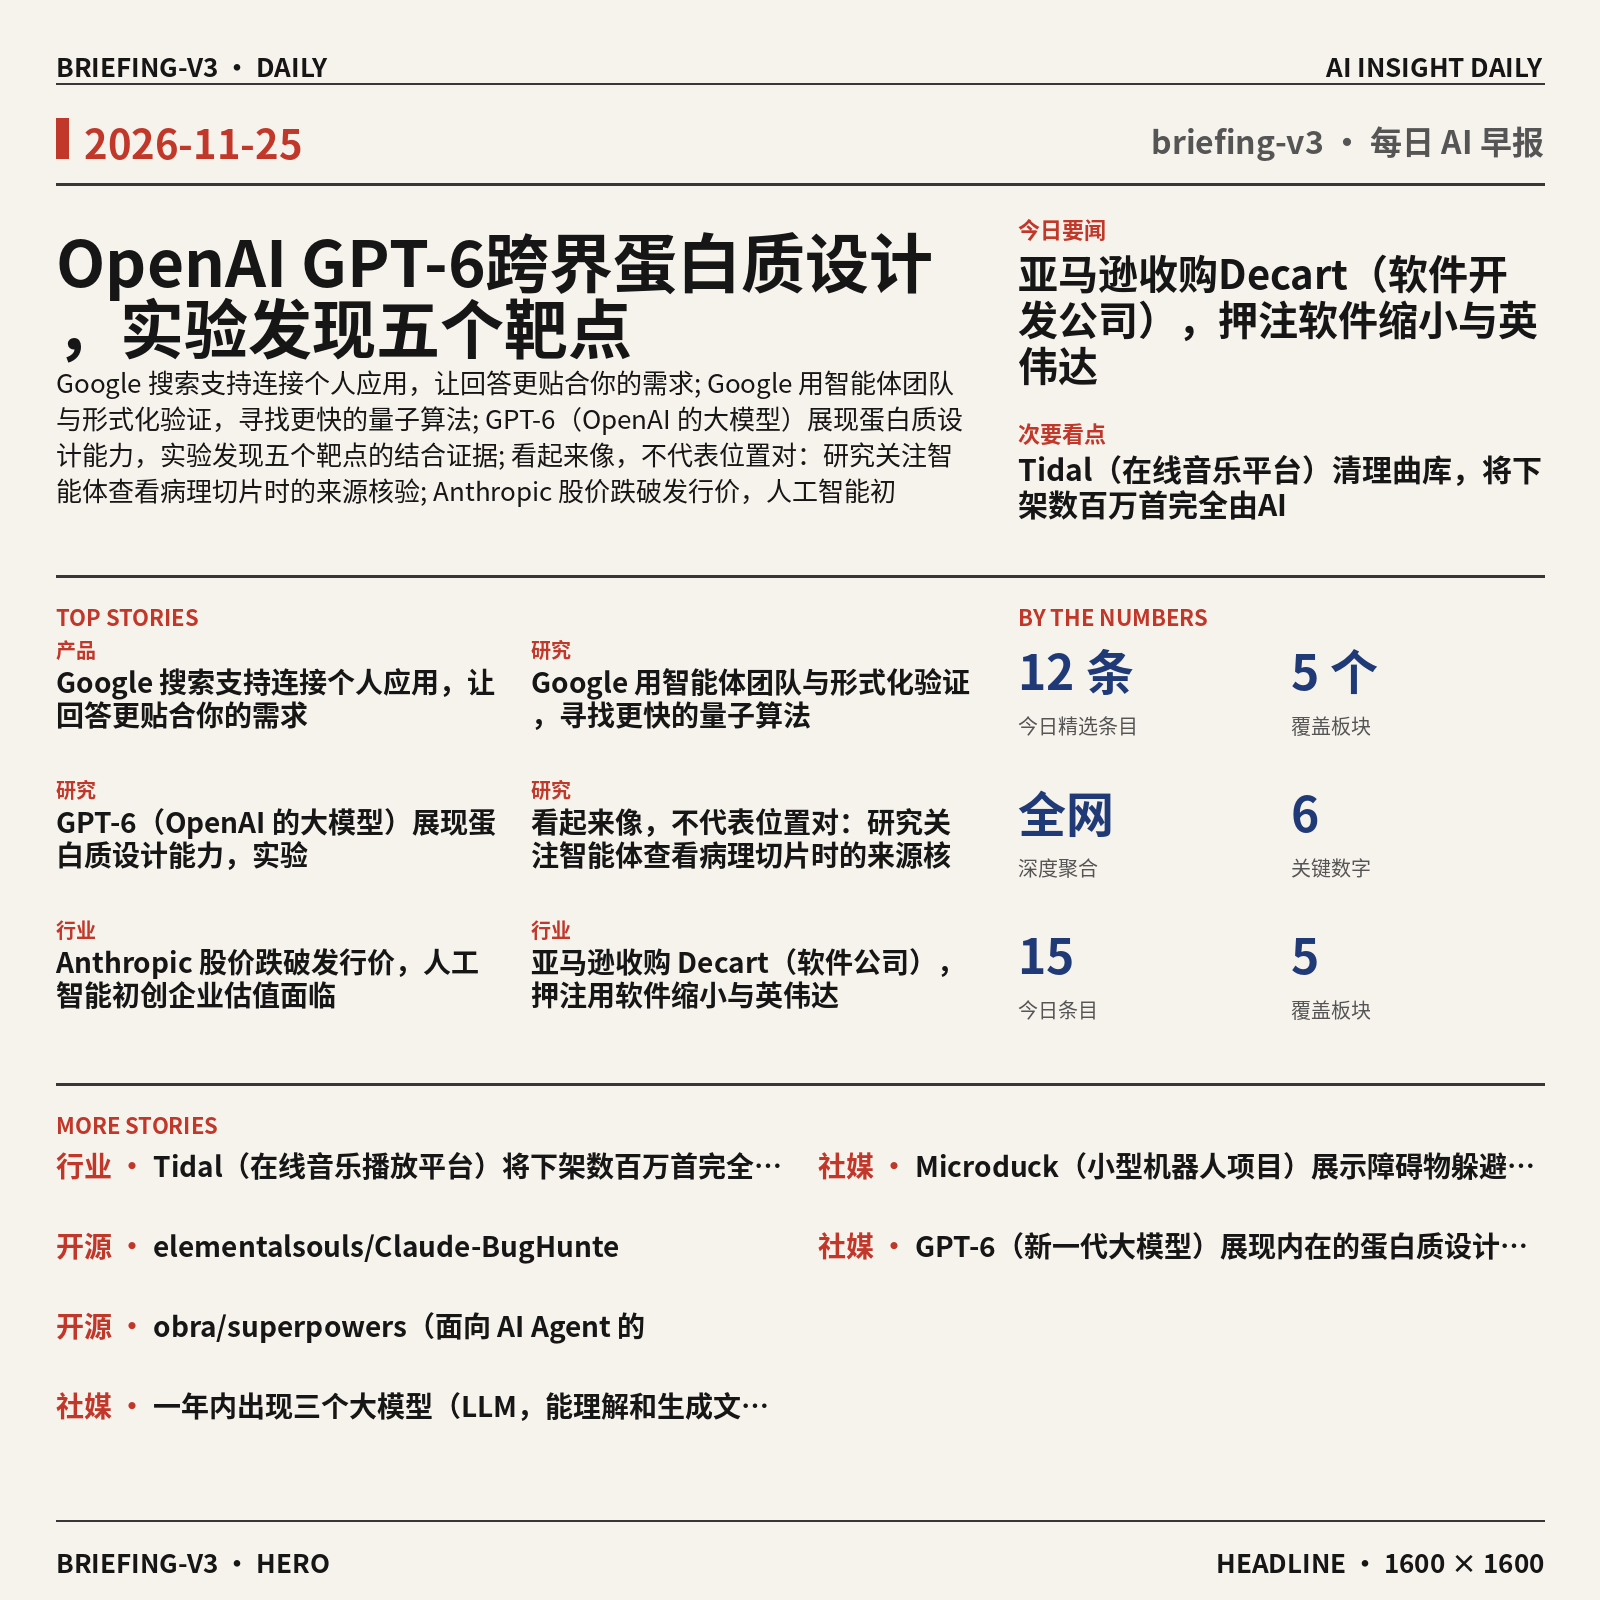 BRIEFING-V3 • DAILY
AI INSIGHT DAILY
2026-11-25
briefing-v3 • 每日 AI 早报
OpenAI GPT-6跨界蛋白质设计
，实验发现五个靶点
Google 搜索支持连接个人应用，让回答更贴合你的需求; Google 用智能体团队
与形式化验证，寻找更快的量子算法; GPT-6（OpenAI 的大模型）展现蛋白质设
计能力，实验发现五个靶点的结合证据; 看起来像，不代表位置对：研究关注智
能体查看病理切片时的来源核验; Anthropic 股价跌破发行价，人工智能初
今日要闻
亚马逊收购Decart（软件开
发公司），押注软件缩小与英
伟达
次要看点
Tidal（在线音乐平台）清理曲库，将下
架数百万首完全由AI
TOP STORIES
产品
Google 搜索支持连接个人应用，让
回答更贴合你的需求
研究
Google 用智能体团队与形式化验证
，寻找更快的量子算法
研究
GPT-6（OpenAI 的大模型）展现蛋
白质设计能力，实验
研究
看起来像，不代表位置对：研究关
注智能体查看病理切片时的来源核
行业
Anthropic 股价跌破发行价，人工
智能初创企业估值面临
行业
亚马逊收购 Decart（软件公司），
押注用软件缩小与英伟达
BY THE NUMBERS
12 条
今日精选条目
5 个
覆盖板块
全网
深度聚合
6
关键数字
15
今日条目
5
覆盖板块
MORE STORIES
行业 • Tidal（在线音乐播放平台）将下架数百万首完全…
社媒 • Microduck（小型机器人项目）展示障碍物躲避…
开源 • elementalsouls/Claude-BugHunte
社媒 • GPT-6（新一代大模型）展现内在的蛋白质设计…
开源 • obra/superpowers（面向 AI Agent 的
社媒 • 一年内出现三个大模型（LLM，能理解和生成文…
BRIEFING-V3 • HERO
HEADLINE • 1600 × 1600